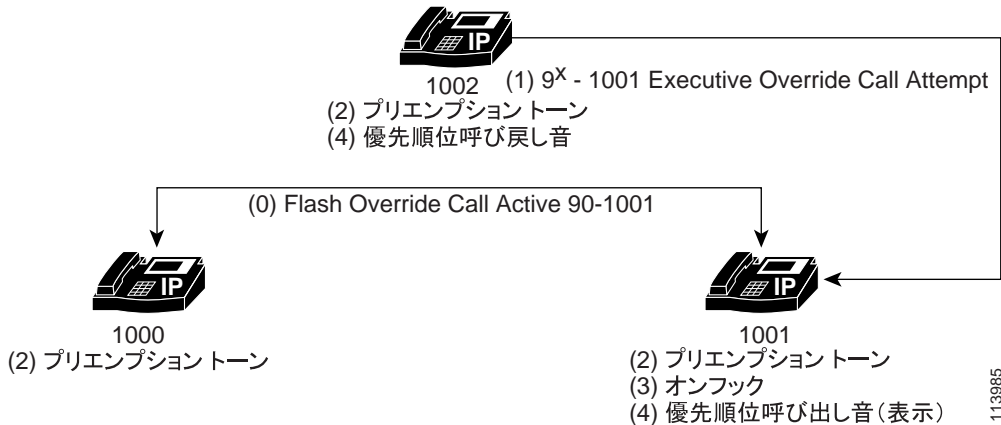 IP
1002
(1) 9X - 1001 Executive Override Call Attempt
(2) プリエンプション トーン
(4) 優先順位呼び戻し音
(0) Flash Override Call Active 90-1001
IP
1000
(2) プリエンプション トーン
IP
1001
(2) プリエンプション トーン
(3) オンフック
(4) 優先順位呼び出し音(表示)
113985